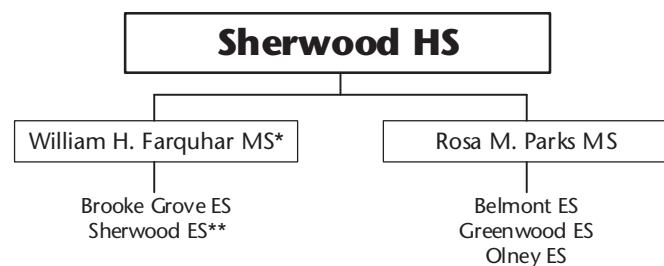 Sherwood HS
William H. Farquhar MS*
Brooke Grove ES
Sherwood ES**
Rosa M. Parks MS
Belmont ES
Greenwood ES
Olney ES